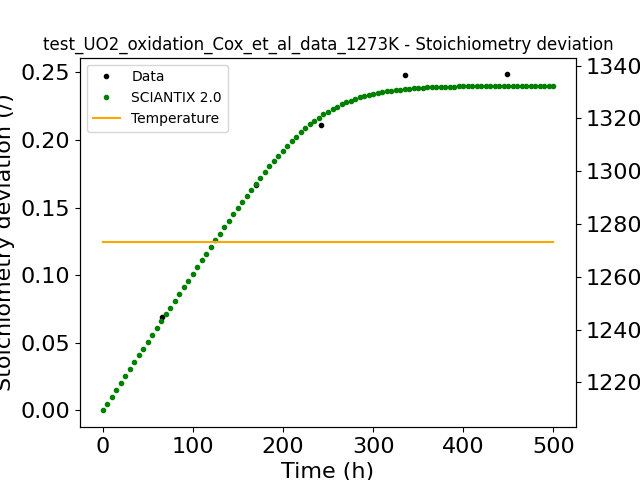 test_UO2_oxidation_Cox_et_al_data_1273K - Stoichiometry deviation
Data
SCIANTIX 2.0
Temperature
Stoichiometry deviation (/)
0.25
0.20
0.15
0.10
0.05
0.00
1340
1320
1300
1280
1260
1240
1220
0 100 200 300 400 500
Time (h)